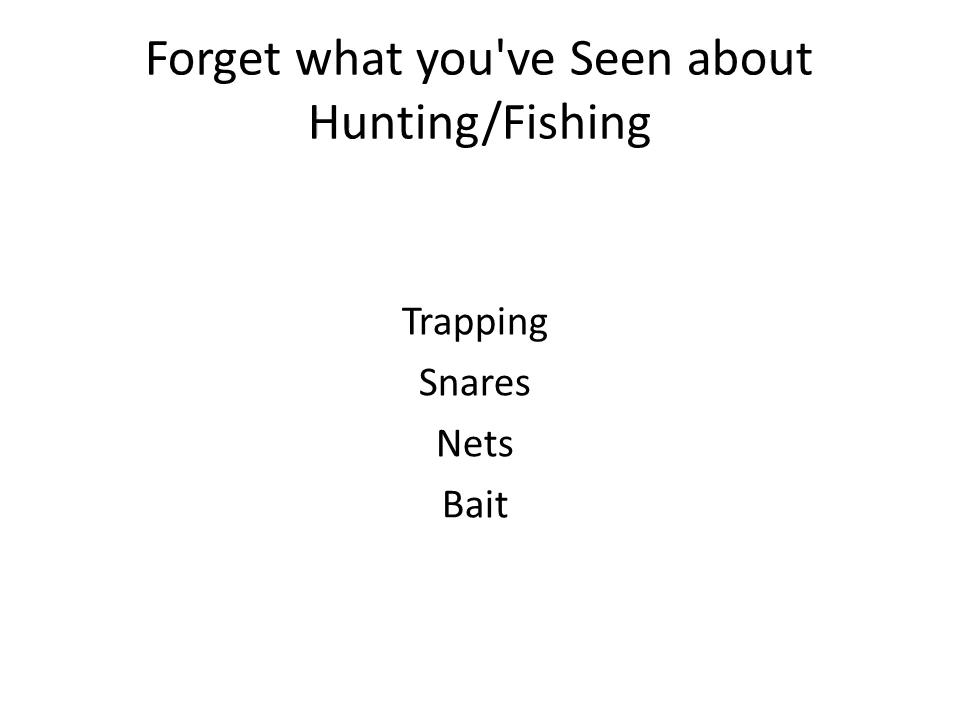 Forget what you've Seen about
Hunting/Fishing
Trapping
Snares
Nets
Bait